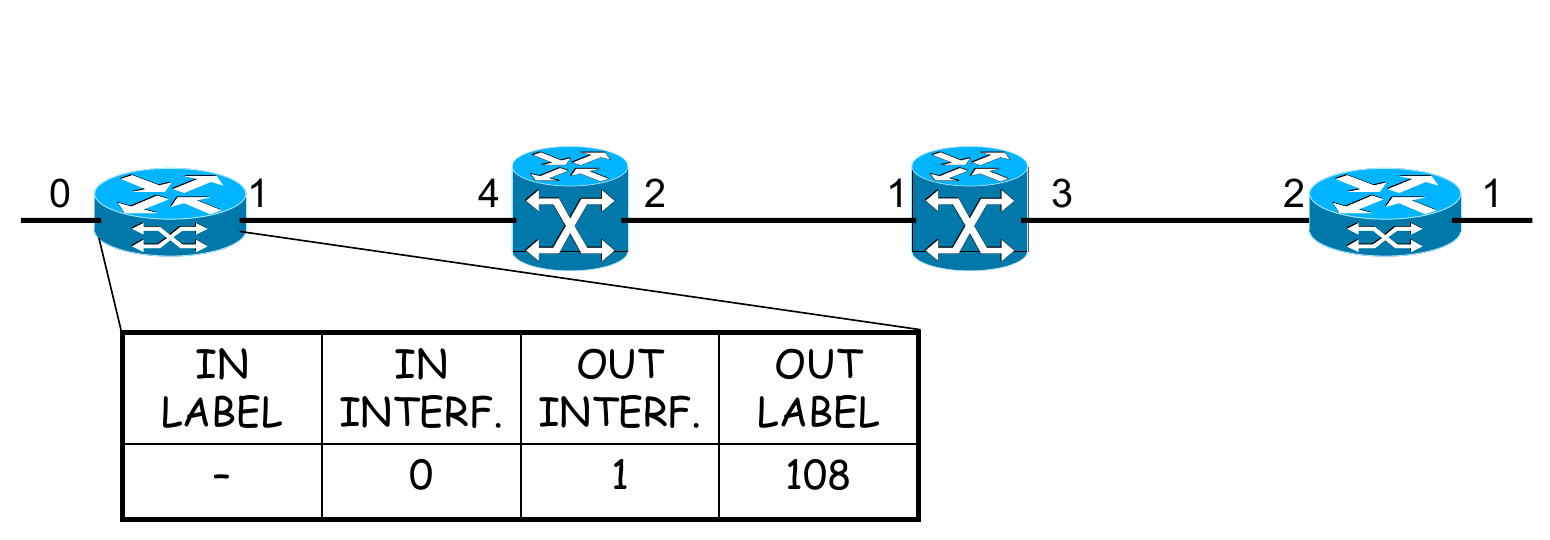 0 1 4 2 1 3 2 1
IN IN OUT OUT
LABEL INTERF. INTERF. LABEL
- 0 1 108